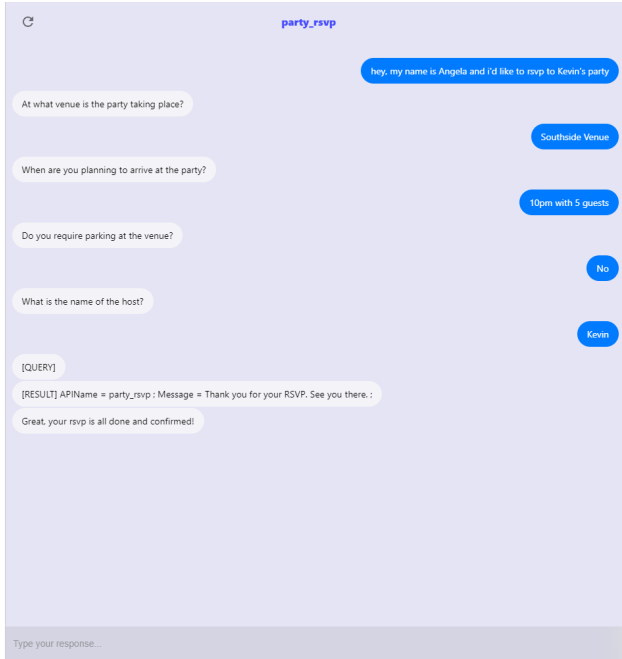 party_rsvp
hey, my name is Angela and i'd like to rsvp to Kevin's party
At what venue is the party taking place?
Southside Venue
When are you planning to arrive at the party?
10pm with 5 guests
Do you require parking at the venue?
No
What is the name of the host?
Kevin
[QUERY]
[RESULT] APIName = party_rsvp ; Message = Thank you for your RSVP. See you there. ;
Great, your rsvp is all done and confirmed!
Type your response...